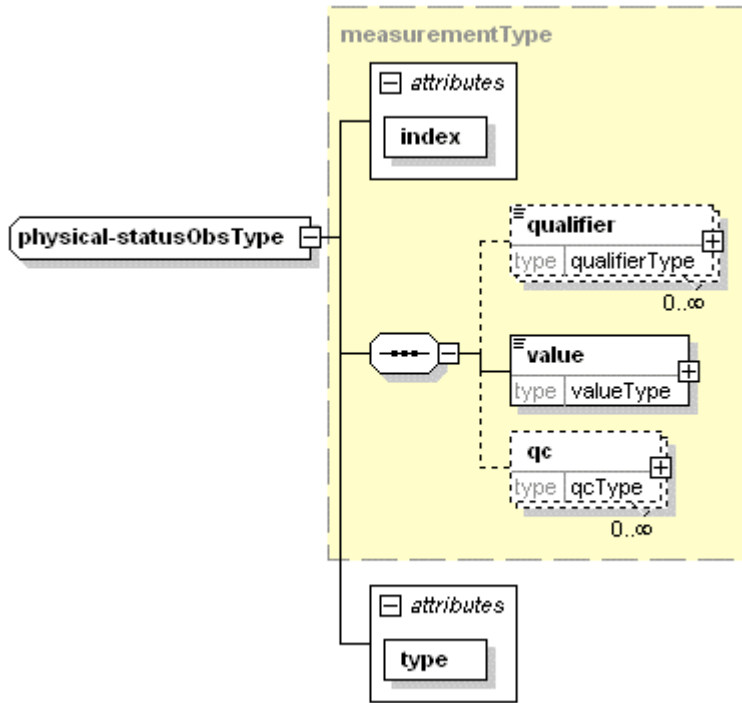 measurementType
attributes
index
physical-statusObsType
qualifier
type qualifierType
0..∞
value
type valueType
qc
type qcType
0..∞
attributes
type